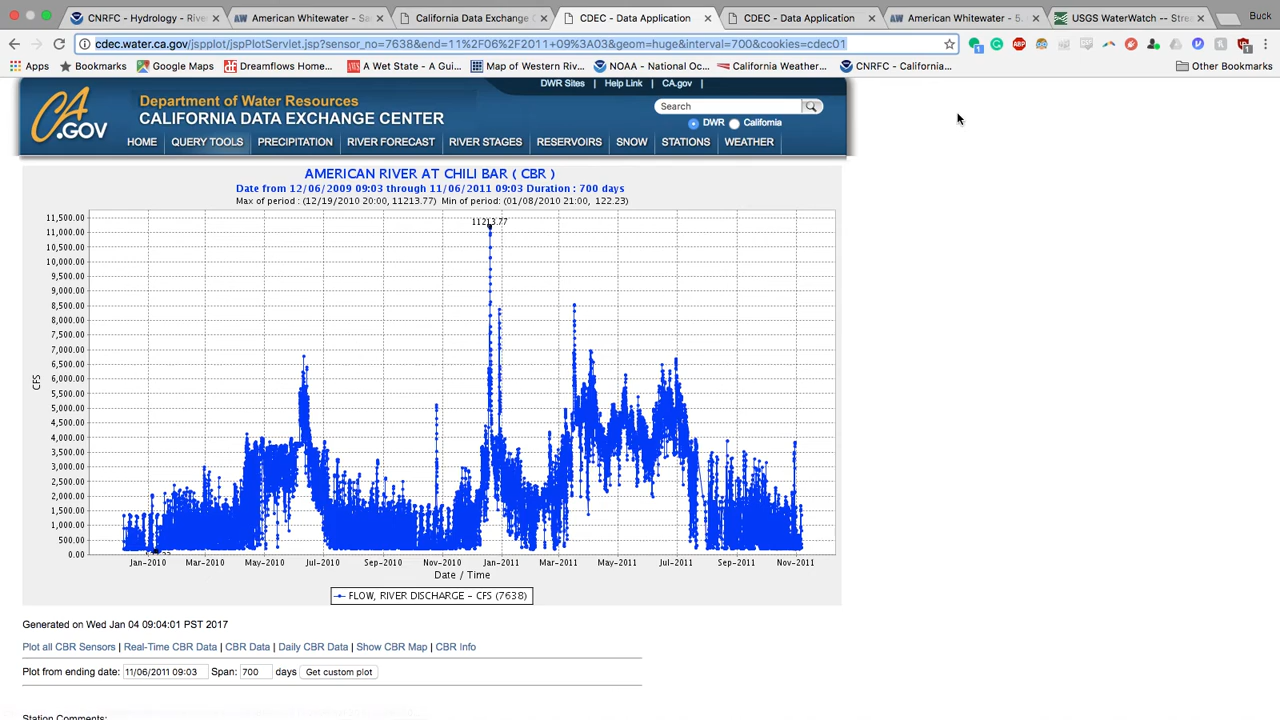 CNRFC - Hydrology - Rive
American Whitewater - Sa
California Data Exchange
CDEC - Data Application
CDEC - Data Application
American Whitewater - 5.
USGS WaterWatch -- Stre
Buck
cdec.water.ca.gov/jspplot/jspPlotServlet.jsp?sensor_no=7638&end=11%2F06%2F2011+09%3A03&geom=huge&interval=700&cookies=cdec01
Apps
Bookmarks
Google Maps
Dreamflows Home...
A Wet State - A Gui...
Map of Western Riv...
NOAA - National Oc...
California Weather...
CNRFC - California...
Other Bookmarks
DWR Sites | Help Link | CA.gov |
CA
.GOV
Department of Water Resources
CALIFORNIA DATA EXCHANGE CENTER
Search
DWR California
HOME QUERY TOOLS PRECIPITATION RIVER FORECAST RIVER STAGES RESERVOIRS SNOW STATIONS WEATHER
AMERICAN RIVER AT CHILI BAR ( CBR )
Date from 12/06/2009 09:03 through 11/06/2011 09:03 Duration : 700 days
Max of period : (12/19/2010 20:00, 11213.77) Min of period : (01/08/2010 21:00, 122.23)
11213.77
11,500.00
11,000.00
10,500.00
10,000.00
9,500.00
9,000.00
8,500.00
8,000.00
7,500.00
7,000.00
6,500.00
6,000.00
5,500.00
5,000.00
4,500.00
4,000.00
3,500.00
3,000.00
2,500.00
2,000.00
1,500.00
1,000.00
500.00
0.00
CFS
Jan-2010 Mar-2010 May-2010 Jul-2010 Sep-2010 Nov-2010 Jan-2011 Mar-2011 May-2011 Jul-2011 Sep-2011 Nov-2011
Date / Time
FLOW, RIVER DISCHARGE - CFS (7638)
Generated on Wed Jan 04 09:04:01 PST 2017
Plot all CBR Sensors | Real-Time CBR Data | CBR Data | Daily CBR Data | Show CBR Map | CBR Info
Plot from ending date: 11/06/2011 09:03 Span: 700 days Get custom plot
Station Comments: